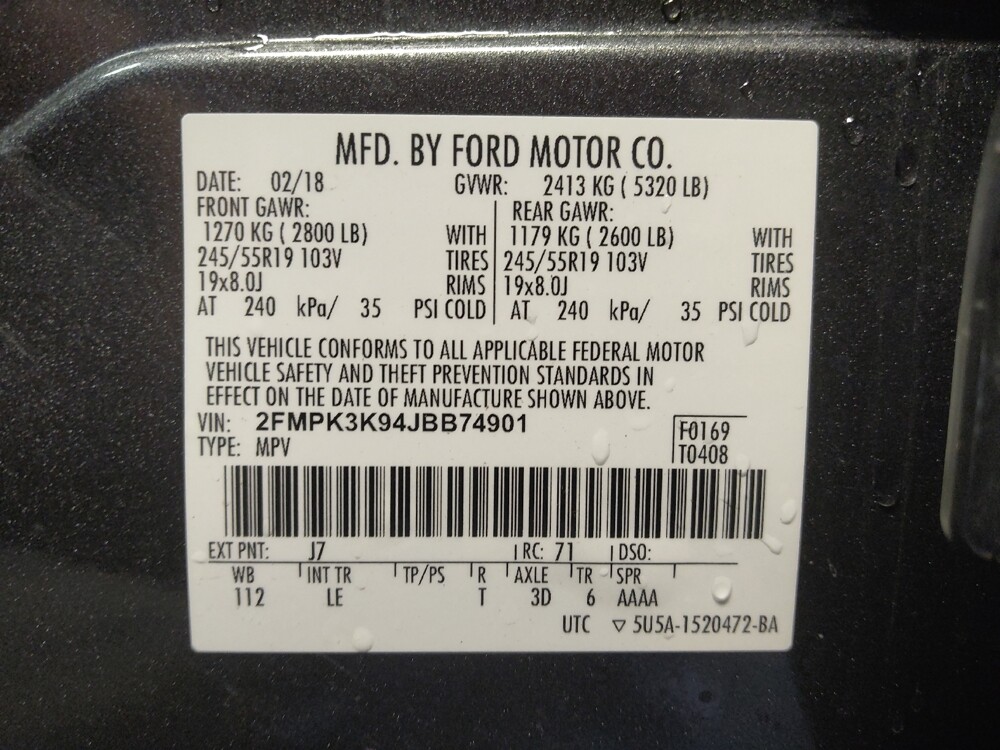 MFD. BY FORD MOTOR CO.
DATE: 02/18 GVWR: 2413 KG ( 5320 LB)
FRONT GAWR: REAR GAWR:
1270 KG ( 2800 LB) WITH 1179 KG ( 2600 LB) WITH
245/55R19 103V TIRES 245/55R19 103V TIRES
19x8.0J RIMS 19x8.0J RIMS
AT 240 kPa/ 35 PSI COLD AT 240 kPa/ 35 PSI COLD
THIS VEHICLE CONFORMS TO ALL APPLICABLE FEDERAL MOTOR
VEHICLE SAFETY AND THEFT PREVENTION STANDARDS IN
EFFECT ON THE DATE OF MANUFACTURE SHOWN ABOVE.
VIN: 2FMPK3K94JBB74901 F0169
TYPE: MPV T0408
EXT PNT: J7 RC: 71 DSO:
WB INT TR TP/PS R AXLE TR SPR
112 LE T 3D 6 AAAA
UTC ▽ 5U5A-1520472-BA